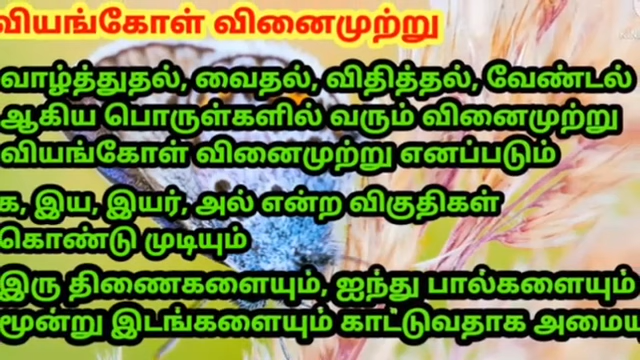 வியங்கோள் வினைமுற்று
வாழ்த்துதல், வைதல், விதித்தல், வேண்டல்
ஆகிய பொருள்களில் வரும் வினைமுற்று
வியங்கோள் வினைமுற்று எனப்படும்
க, இய, இயர், அல் என்ற விகுதிகள்
கொண்டு முடியும்
இரு திணைகளையும், ஐந்து பால்களையும்
மூன்று இடங்களையும் காட்டுவதாக